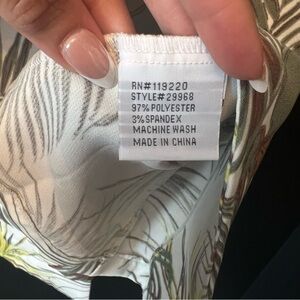 RN#119220
STYLE#29968
97%POLYESTER
3%SPANDEX
MACHINE WASH
MADE IN CHINA